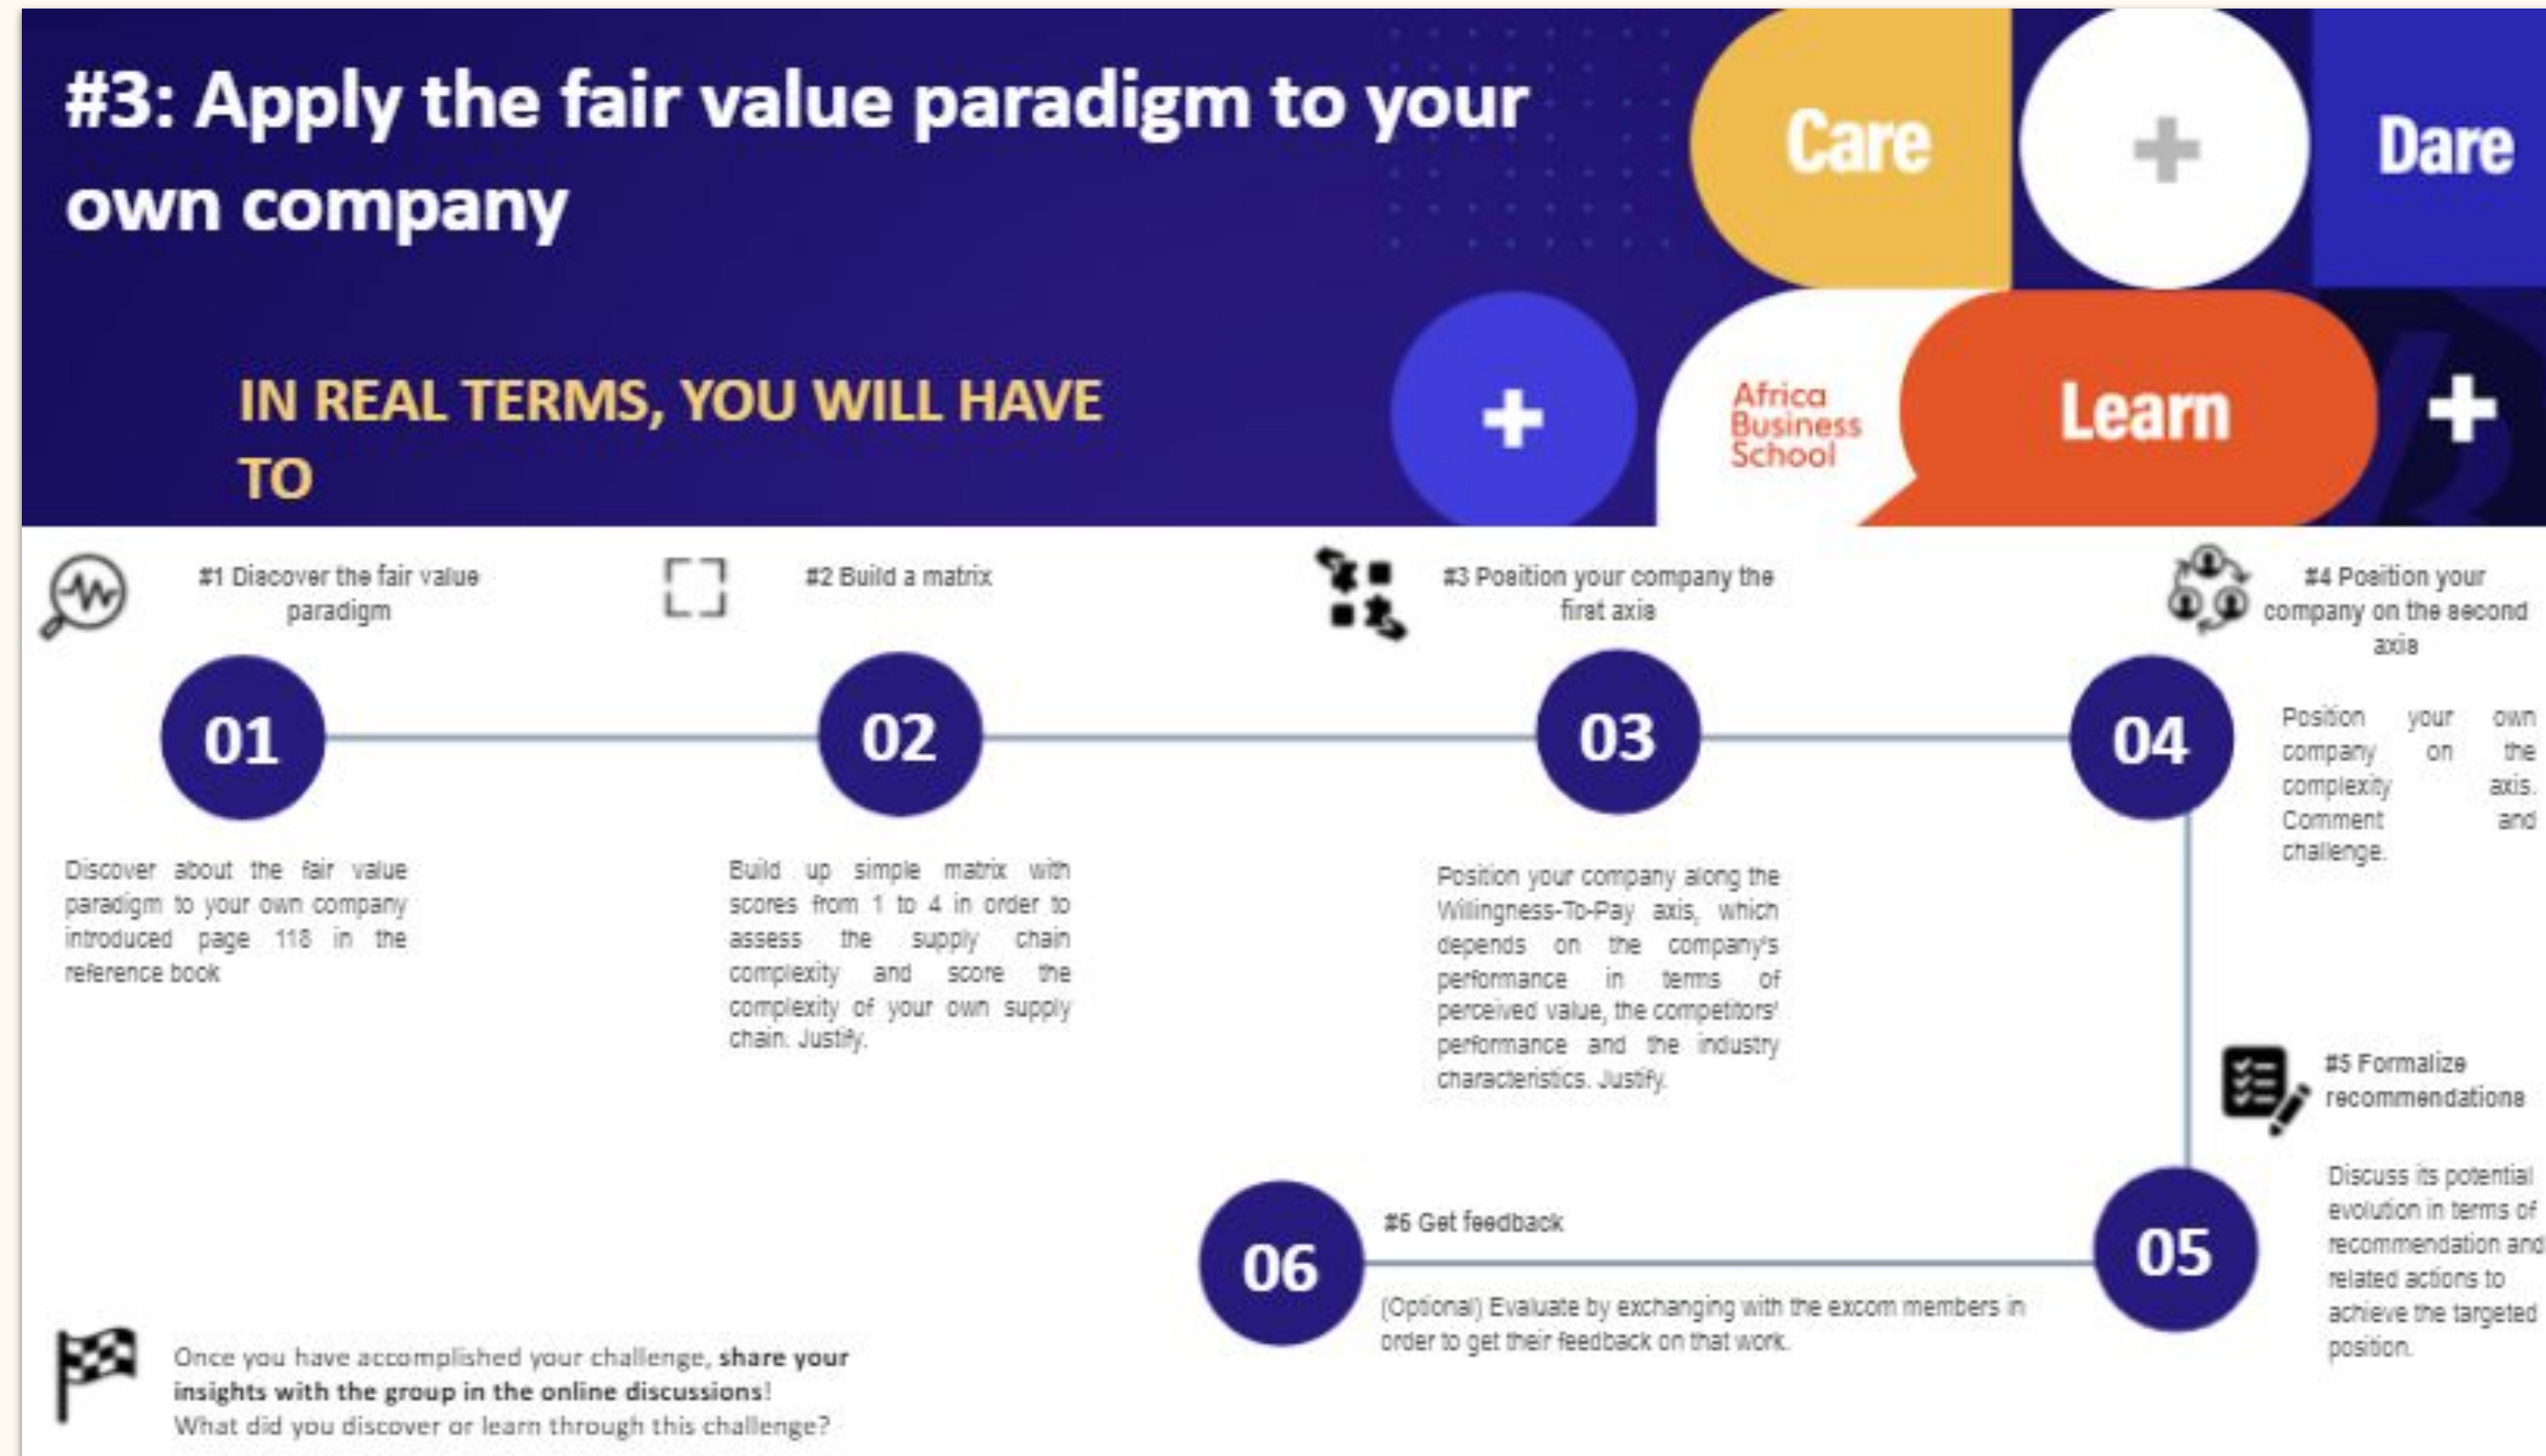 #3: Apply the fair value paradigm to your
own company
Care
+
Dare
IN REAL TERMS, YOU WILL HAVE
TO
+
Africa
Business
School
Learn
+
#1 Discover the fair value
paradigm
#2 Build a matrix
#3 Position your company the
first axis
#4 Position your
company on the second
axis
01
02
03
04
Discover about the fair value
paradigm to your own company
introduced page 118 in the
reference book
Build up simple matrix with
scores from 1 to 4 in order to
assess the supply chain
complexity and score the
complexity of your own supply
chain. Justify.
Position your company along the
Willingness-To-Pay axis, which
depends on the company's
performance in terms of
perceived value, the competitors'
performance and the industry
characteristics. Justify.
Position your own
company on the
complexity axis.
Comment and
challenge.
#5 Formalize
recommendations
05
Discuss its potential
evolution in terms of
recommendation and
related actions to
achieve the targeted
position.
06
#6 Get feedback
(Optional) Evaluate by exchanging with the excom members in
order to get their feedback on that work.
Once you have accomplished your challenge, share your
insights with the group in the online discussions!
What did you discover or learn through this challenge?